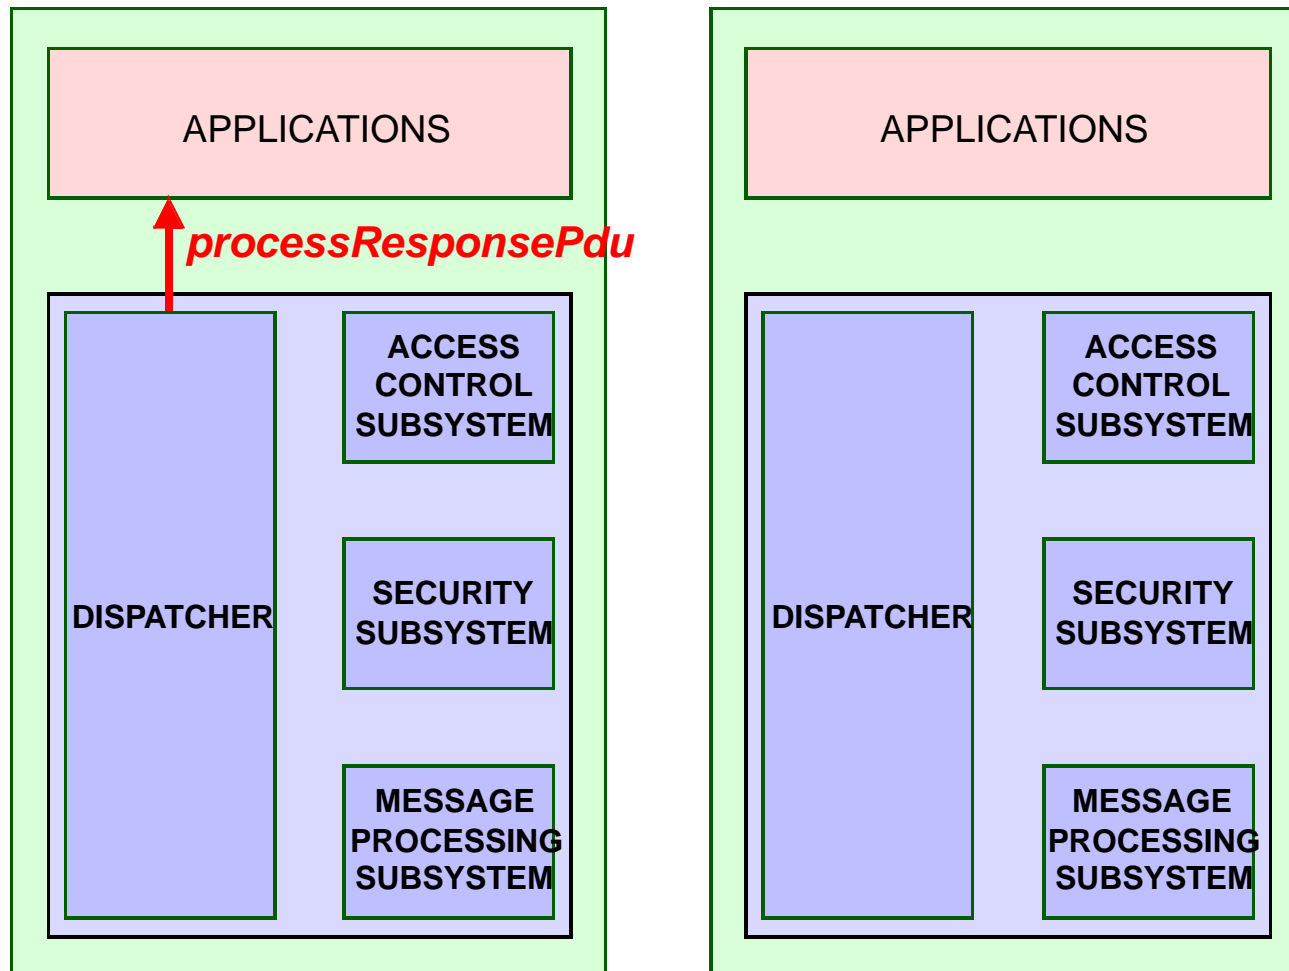 APPLICATIONS
processResponsePdu
DISPATCHER
ACCESS
CONTROL
SUBSYSTEM
SECURITY
SUBSYSTEM
MESSAGE
PROCESSING
SUBSYSTEM
APPLICATIONS
DISPATCHER
ACCESS
CONTROL
SUBSYSTEM
SECURITY
SUBSYSTEM
MESSAGE
PROCESSING
SUBSYSTEM